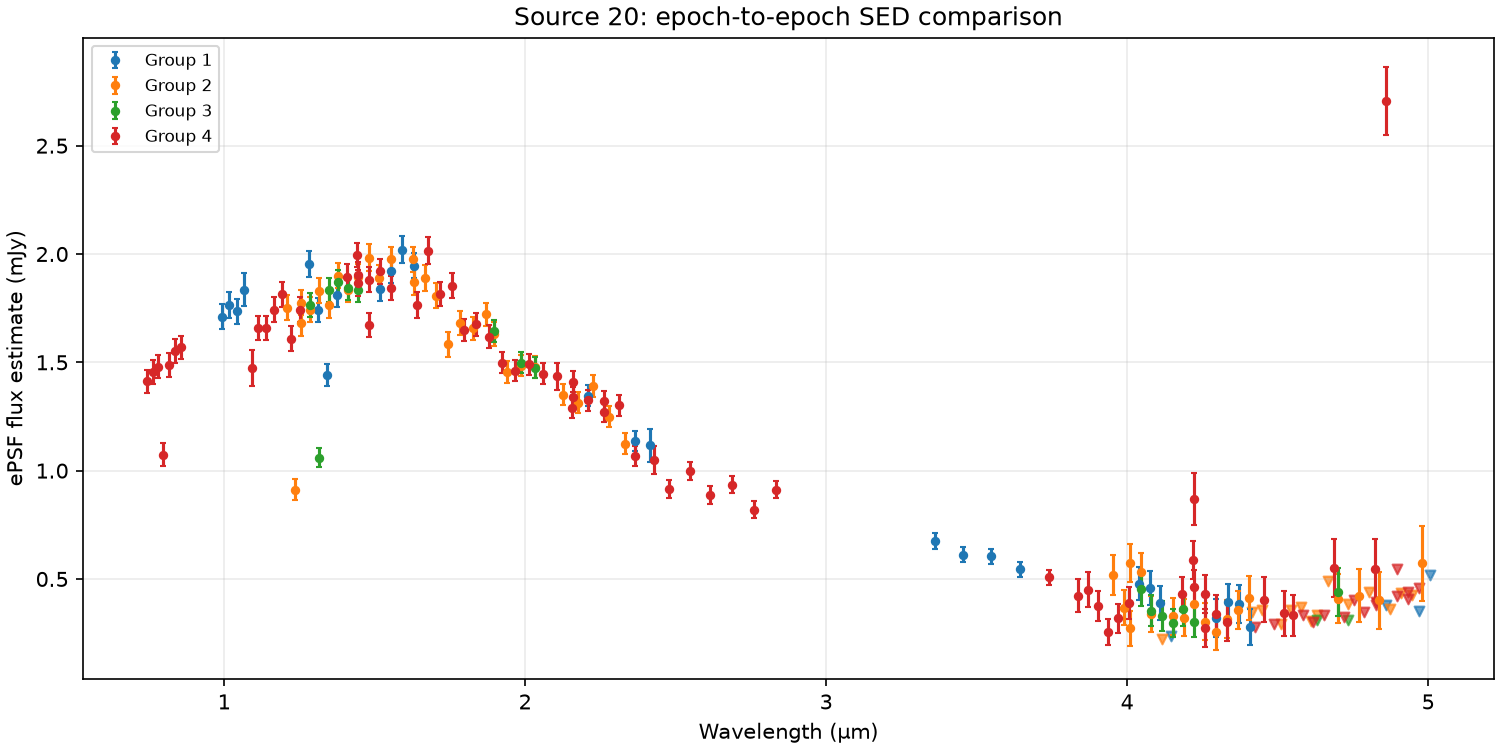 Source 20: epoch-to-epoch SED comparison
Group 1
Group 2
Group 3
Group 4
ePSF flux estimate (mJy)
2.5
2.0
1.5
1.0
0.5
1 2 3 4 5
Wavelength (μm)